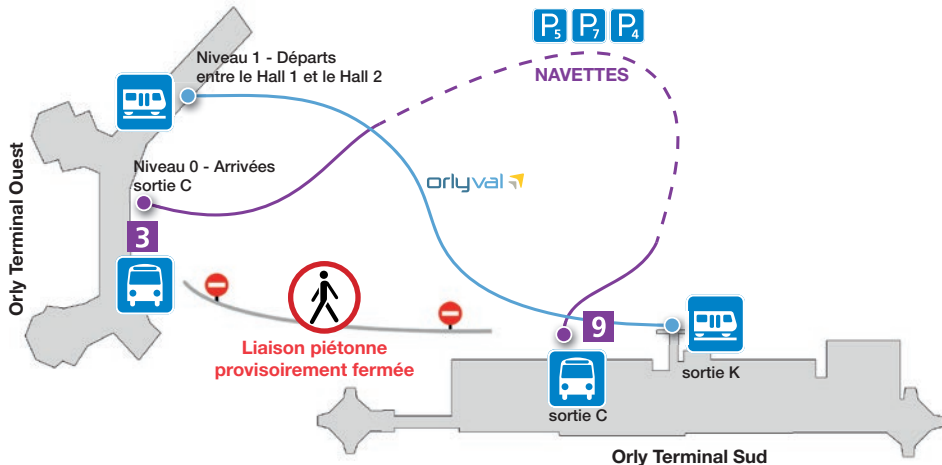 P5 P7 P4
NAVETTES
Niveau 1 - Départs
entre le Hall 1 et le Hall 2
Orly Terminal Ouest
Niveau 0 - Arrivées
sortie C
orlyval
3
Liaison piétonne
provisoirement fermée
9
sortie K
sortie C
Orly Terminal Sud